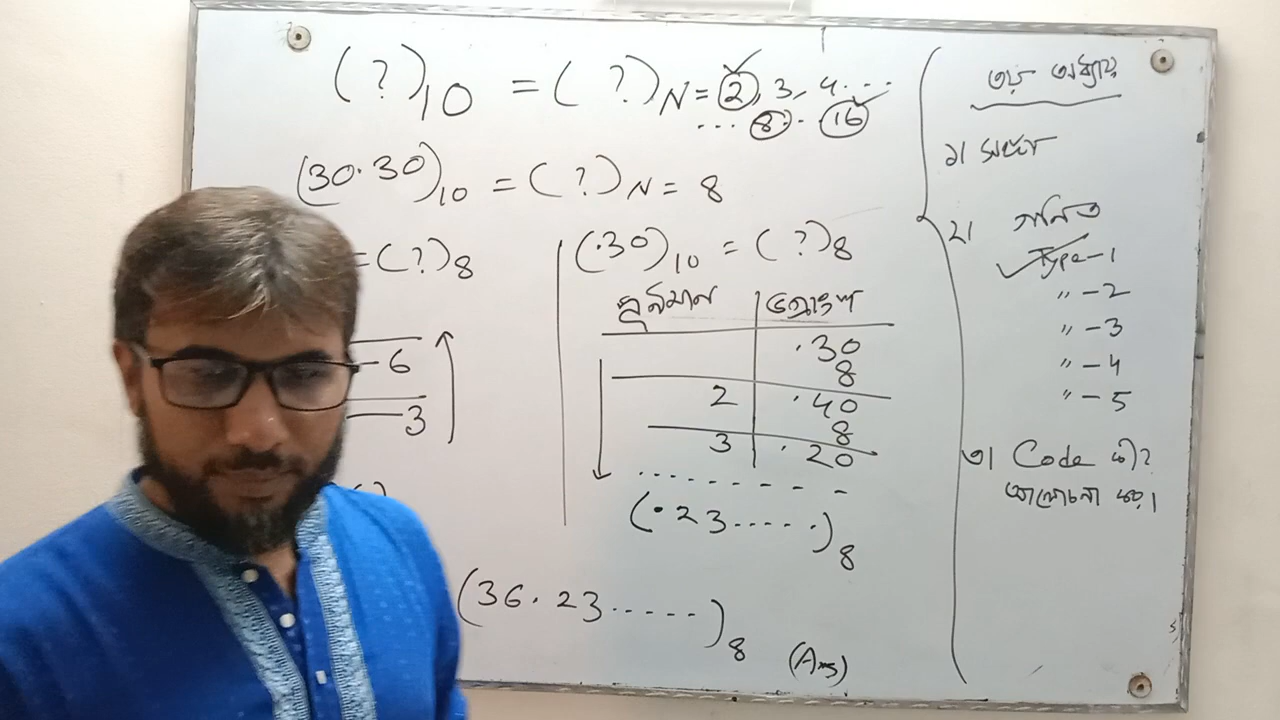 (?)10 = (?)N = 2, 3, 4....
... 8.. 16
(30.30)10 = (?)N = 8
= (?)8
6
3
(.30)10 = (?)8
পূর্নমান | ভগ্নাংশ
.30
8
2 | .40
8
3 | .20
. . . . . - - -
(.23.....)8
(36.23......)8 (Ans)
৩য় অধ্যায়
১। সংজ্ঞা
২। গনিত
Type-1
" -2
" -3
" -4
" -5
৩। Code কী?
আলোচনা কর।